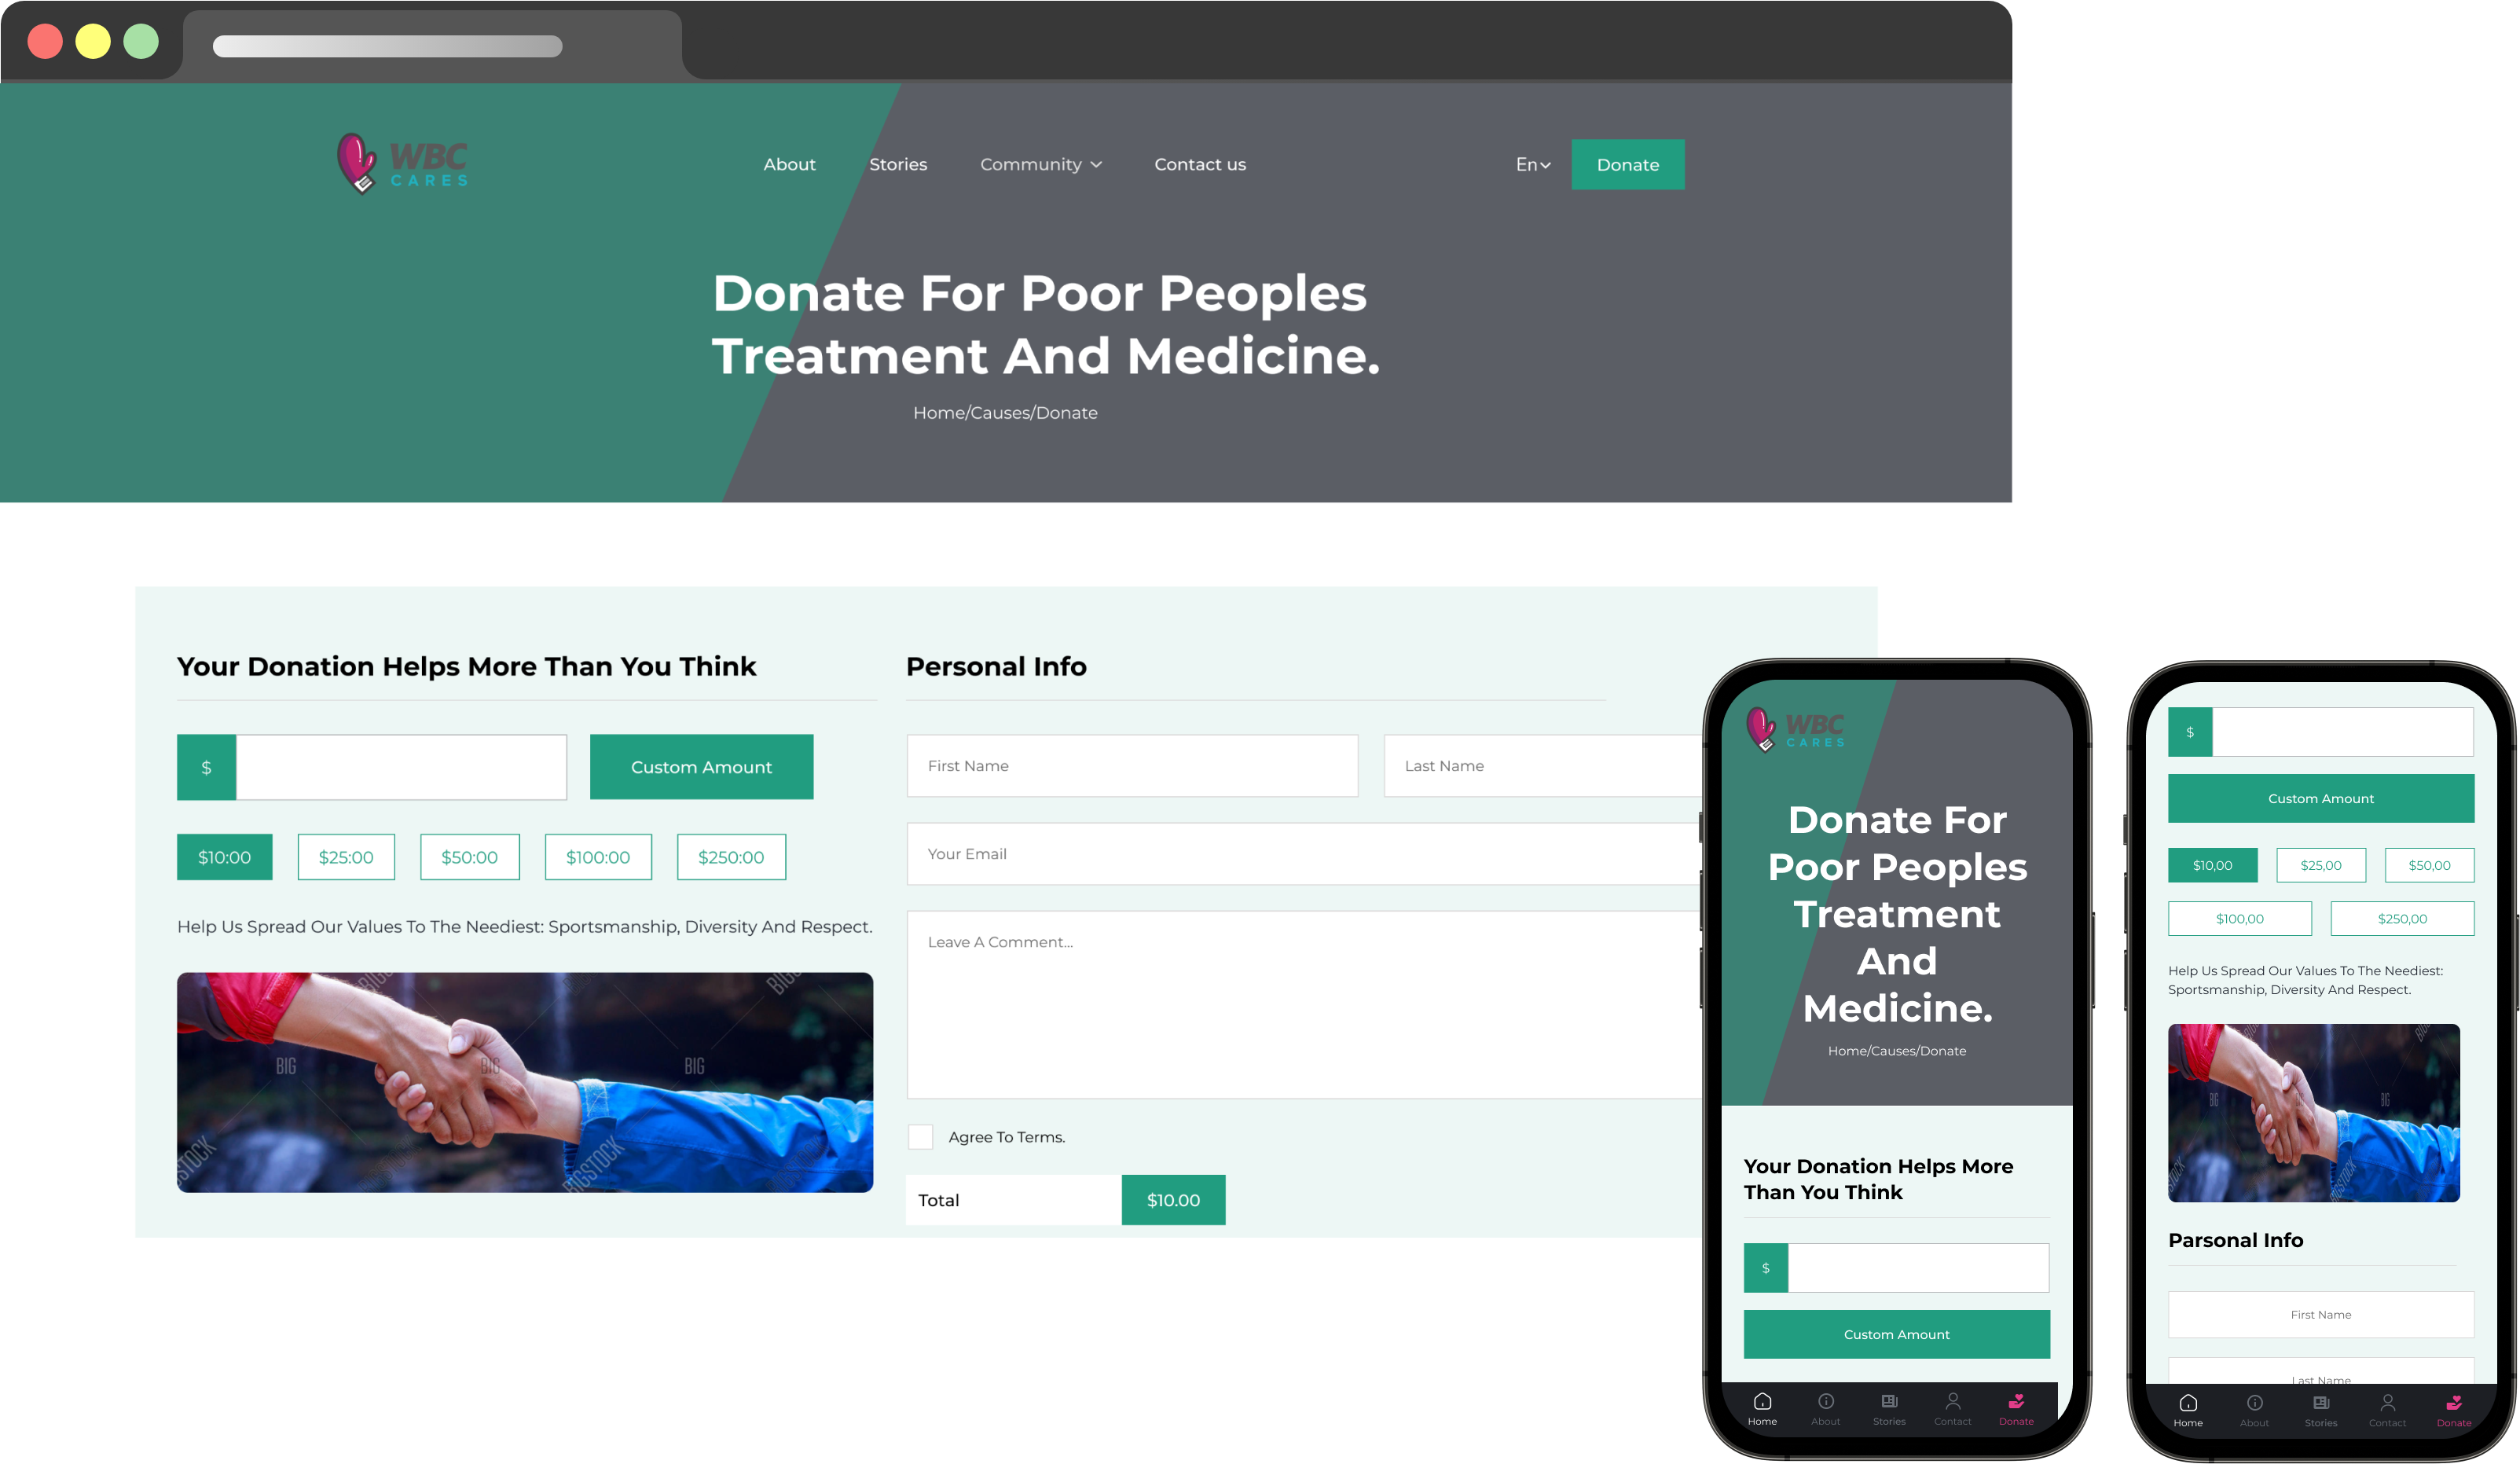 WBC
CARES
About
Stories
Community
Contact us
En
Donate
Donate For Poor Peoples
Treatment And Medicine.
Home/Causes/Donate
Your Donation Helps More Than You Think
$
Custom Amount
$10:00
$25:00
$50:00
$100:00
$250:00
Help Us Spread Our Values To The Neediest: Sportsmanship, Diversity And Respect.
BIGSTOCK
BIG
BIG
BIG
BIGSTOCK
Personal Info
First Name
Last Name
Your Email
Leave A Comment...
Agree To Terms.
Total
$10.00
WBC
CARES
Donate For
Poor Peoples
Treatment
And
Medicine.
Home/Causes/Donate
Your Donation Helps More
Than You Think
$
Custom Amount
Home
About
Stories
Contact
Donate
$
Custom Amount
$10,00
$25,00
$50,00
$100,00
$250,00
Help Us Spread Our Values To The Neediest:
Sportsmanship, Diversity And Respect.
BIG
BIG
BIGSTOCK
Parsonal Info
First Name
Last Name
Home
About
Stories
Contact
Donate